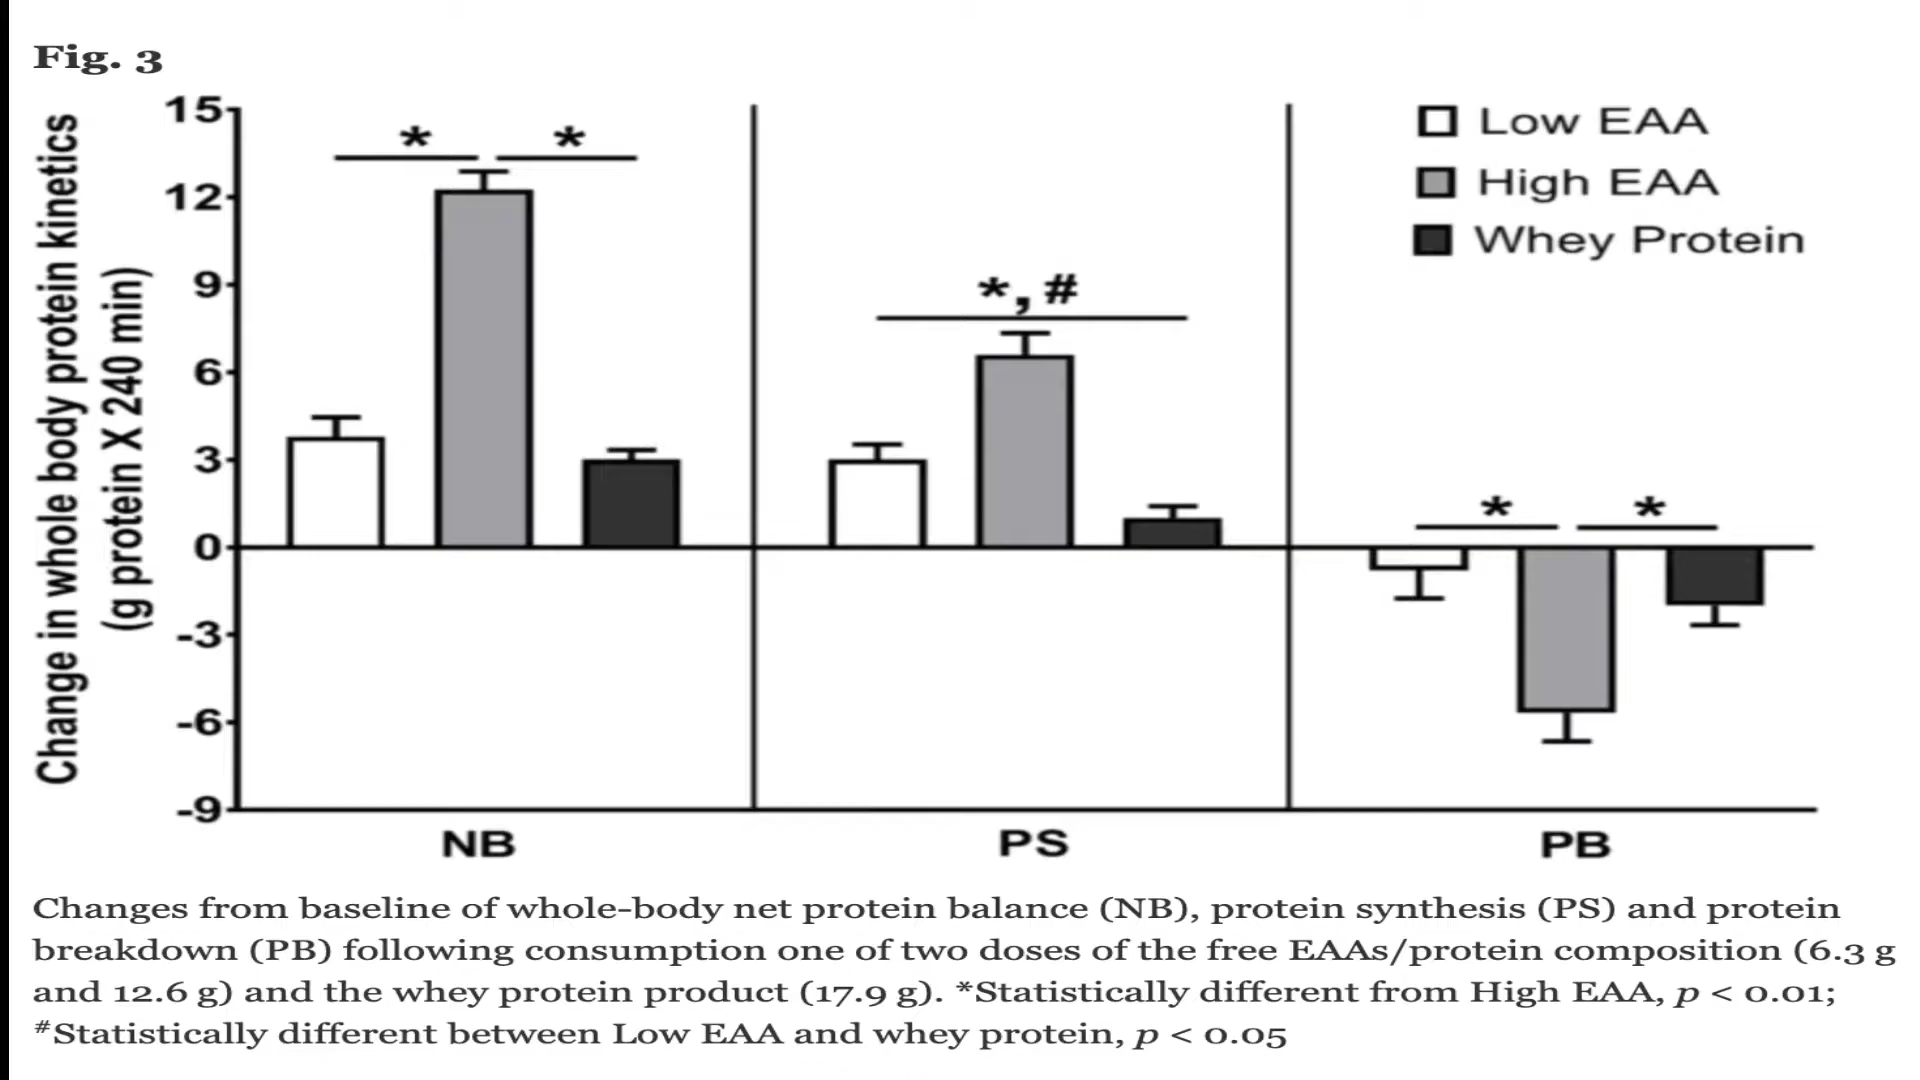 Fig. 3
Change in whole body protein kinetics
(g protein X 240 min)
15
12
9
6
3
0
-3
-6
-9
* *
*,#
* *
Low EAA
High EAA
Whey Protein
NB PS PB
Changes from baseline of whole-body net protein balance (NB), protein synthesis (PS) and protein
breakdown (PB) following consumption one of two doses of the free EAAs/protein composition (6.3 g
and 12.6 g) and the whey protein product (17.9 g). *Statistically different from High EAA, p < 0.01;
#Statistically different between Low EAA and whey protein, p < 0.05